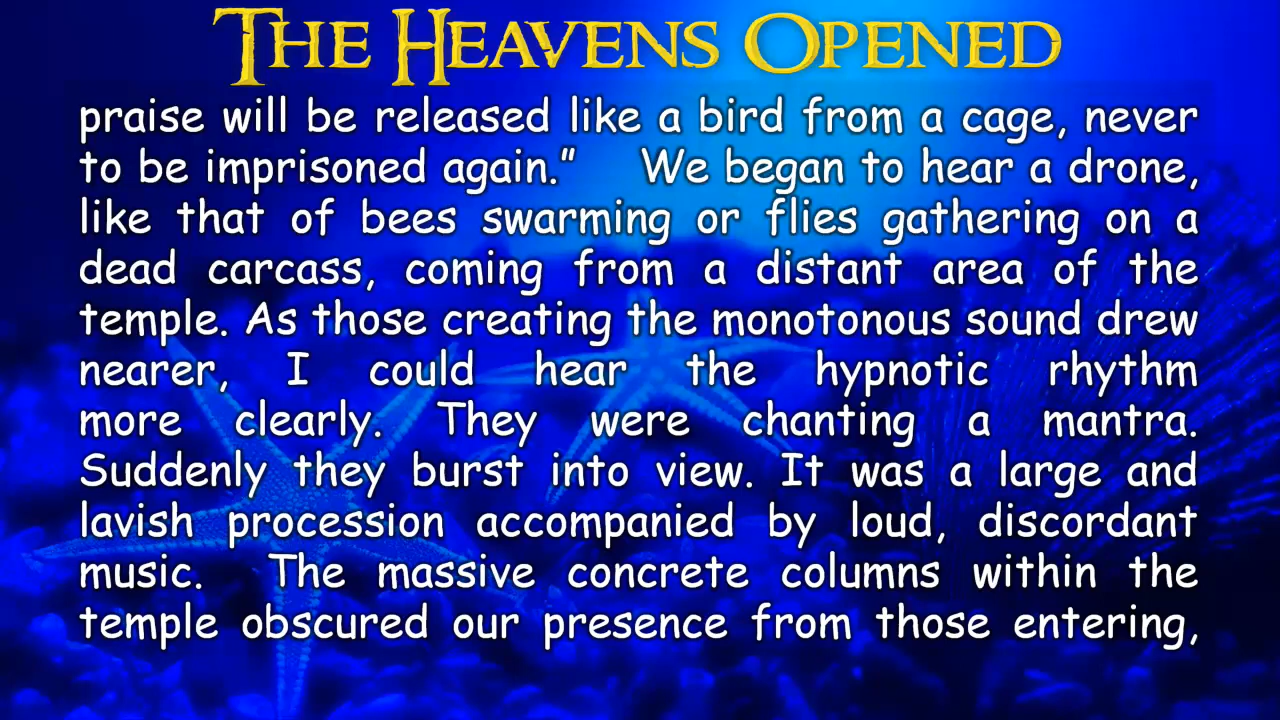 THE HEAVENS OPENED
praise will be released like a bird from a cage, never
to be imprisoned again.” We began to hear a drone,
like that of bees swarming or flies gathering on a
dead carcass, coming from a distant area of the
temple. As those creating the monotonous sound drew
nearer, I could hear the hypnotic rhythm
more clearly. They were chanting a mantra.
Suddenly they burst into view. It was a large and
lavish procession accompanied by loud, discordant
music. The massive concrete columns within the
temple obscured our presence from those entering,